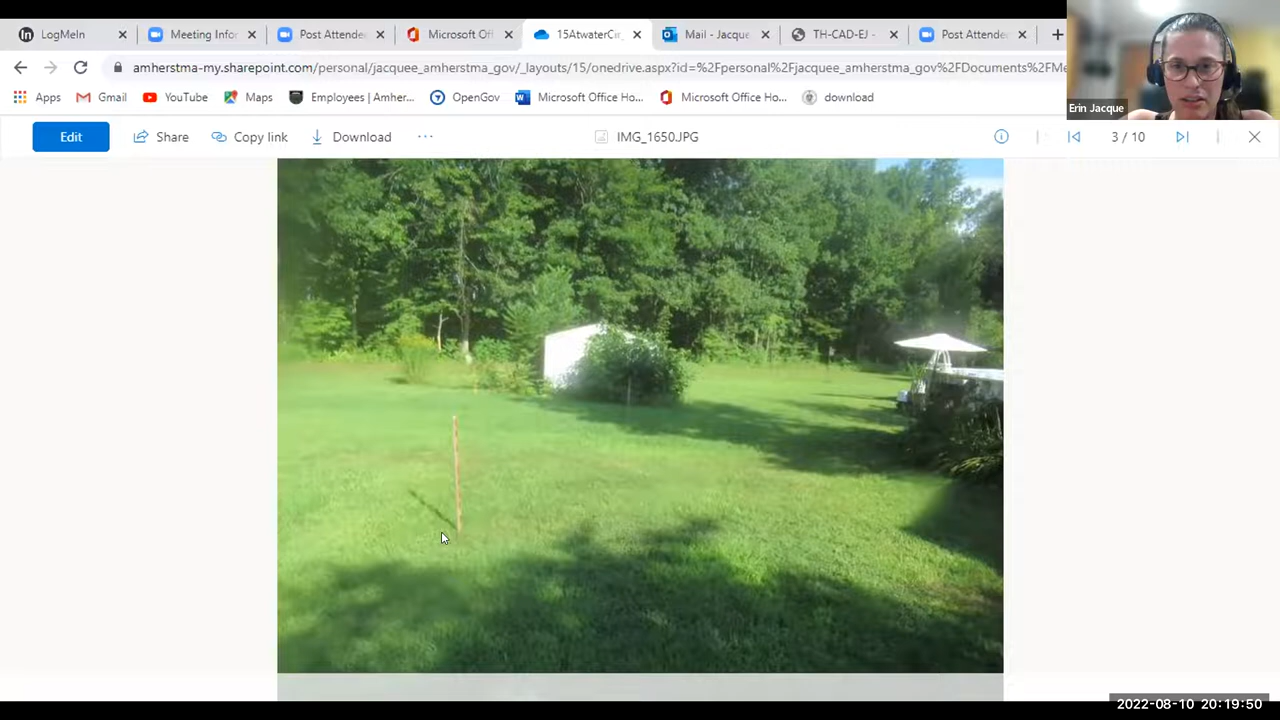 LogMeIn
Meeting Infor
Post Attende
Microsoft Off
15AtwaterCir
Mail - Jacque
TH-CAD-EJ -
Post Attende
amherstma-my.sharepoint.com/personal/jacquee_amherstma_gov/_layouts/15/onedrive.aspx?id=%2Fpersonal%2Fjacquee_amherstma_gov%2FDocuments%2FMe
Apps
Gmail
YouTube
Maps
Employees | Amher...
OpenGov
Microsoft Office Ho...
Microsoft Office Ho...
download
Erin Jacque
Edit
Share
Copy link
Download
IMG_1650.JPG
3 / 10
2022-08-10 20:19:50